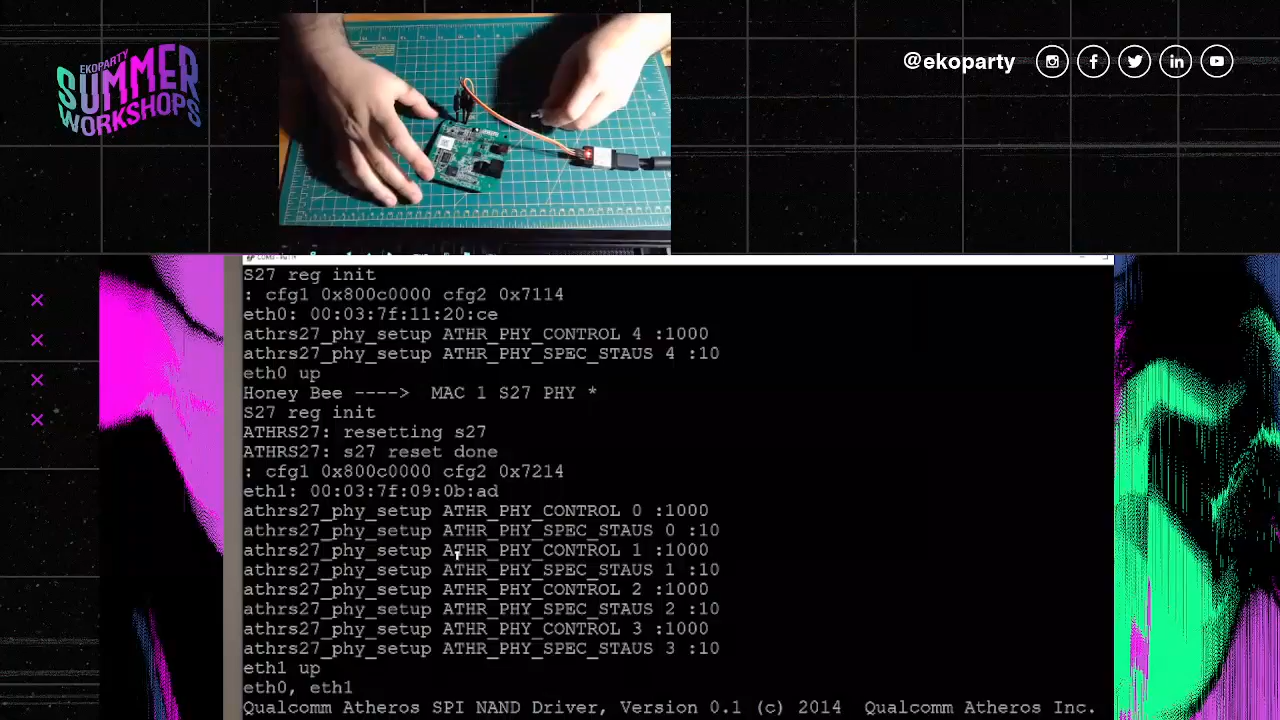 EKOPARTY
SUMMER
WORKSHOPS
@ekoparty
S27 reg init
: cfg1 0x800c0000 cfg2 0x7114
eth0: 00:03:7f:11:20:ce
athrs27_phy_setup ATHR_PHY_CONTROL 4 :1000
athrs27_phy_setup ATHR_PHY_SPEC_STAUS 4 :10
eth0 up
Honey Bee ---->  MAC 1 S27 PHY *
S27 reg init
ATHRS27: resetting s27
ATHRS27: s27 reset done
: cfg1 0x800c0000 cfg2 0x7214
eth1: 00:03:7f:09:0b:ad
athrs27_phy_setup ATHR_PHY_CONTROL 0 :1000
athrs27_phy_setup ATHR_PHY_SPEC_STAUS 0 :10
athrs27_phy_setup ATHR_PHY_CONTROL 1 :1000
athrs27_phy_setup ATHR_PHY_SPEC_STAUS 1 :10
athrs27_phy_setup ATHR_PHY_CONTROL 2 :1000
athrs27_phy_setup ATHR_PHY_SPEC_STAUS 2 :10
athrs27_phy_setup ATHR_PHY_CONTROL 3 :1000
athrs27_phy_setup ATHR_PHY_SPEC_STAUS 3 :10
eth1 up
eth0, eth1
Qualcomm Atheros SPI NAND Driver, Version 0.1 (c) 2014  Qualcomm Atheros Inc.